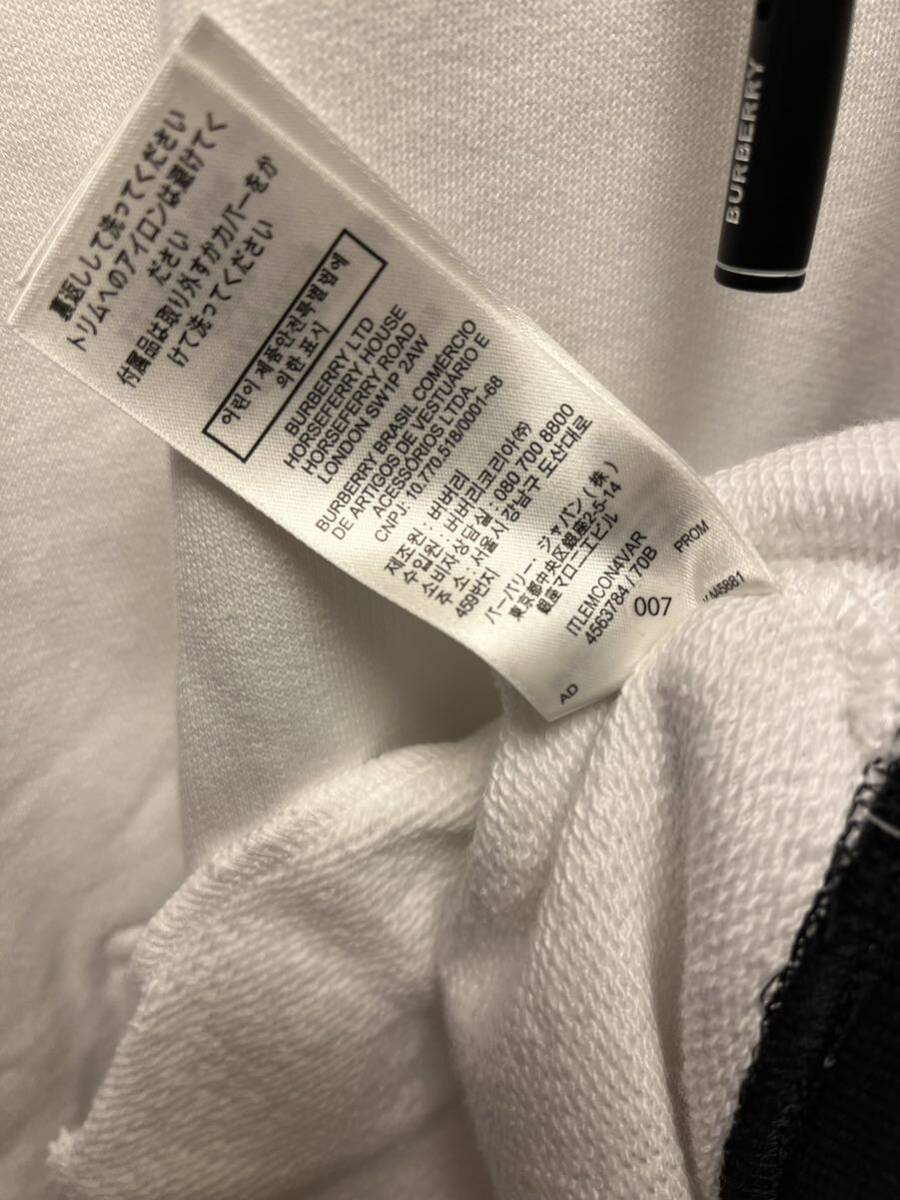 裏返しして洗ってください
トリムへのアイロンは避けてく
ださい
付属品は取り外すかカバーをか
けて洗ってください
어린이제품안전특별법에
의한 표시
BURBERRY LTD
HORSEFERRY HOUSE
HORSEFERRY ROAD
LONDON SW1P 2AW
BURBERRY BRASIL COMÉRCIO
DE ARTIGOS DE VESTUÁRIO E
ACESSÓRIOS LTDA.
CNPJ: 10.770.518/0001-68
제조원 : 버버리
수입원 : 버버리코리아㈜
소비자상담실 : 080 700 8800
주소 : 서울시 강남구 도산대로
459번지
バーバリー・ジャパン(株)
東京都中央区銀座2-5-14
銀座マロニエビル
ITLEMCON4VAR
4563784 / 70B
007
PROM
AD
BURBERRY